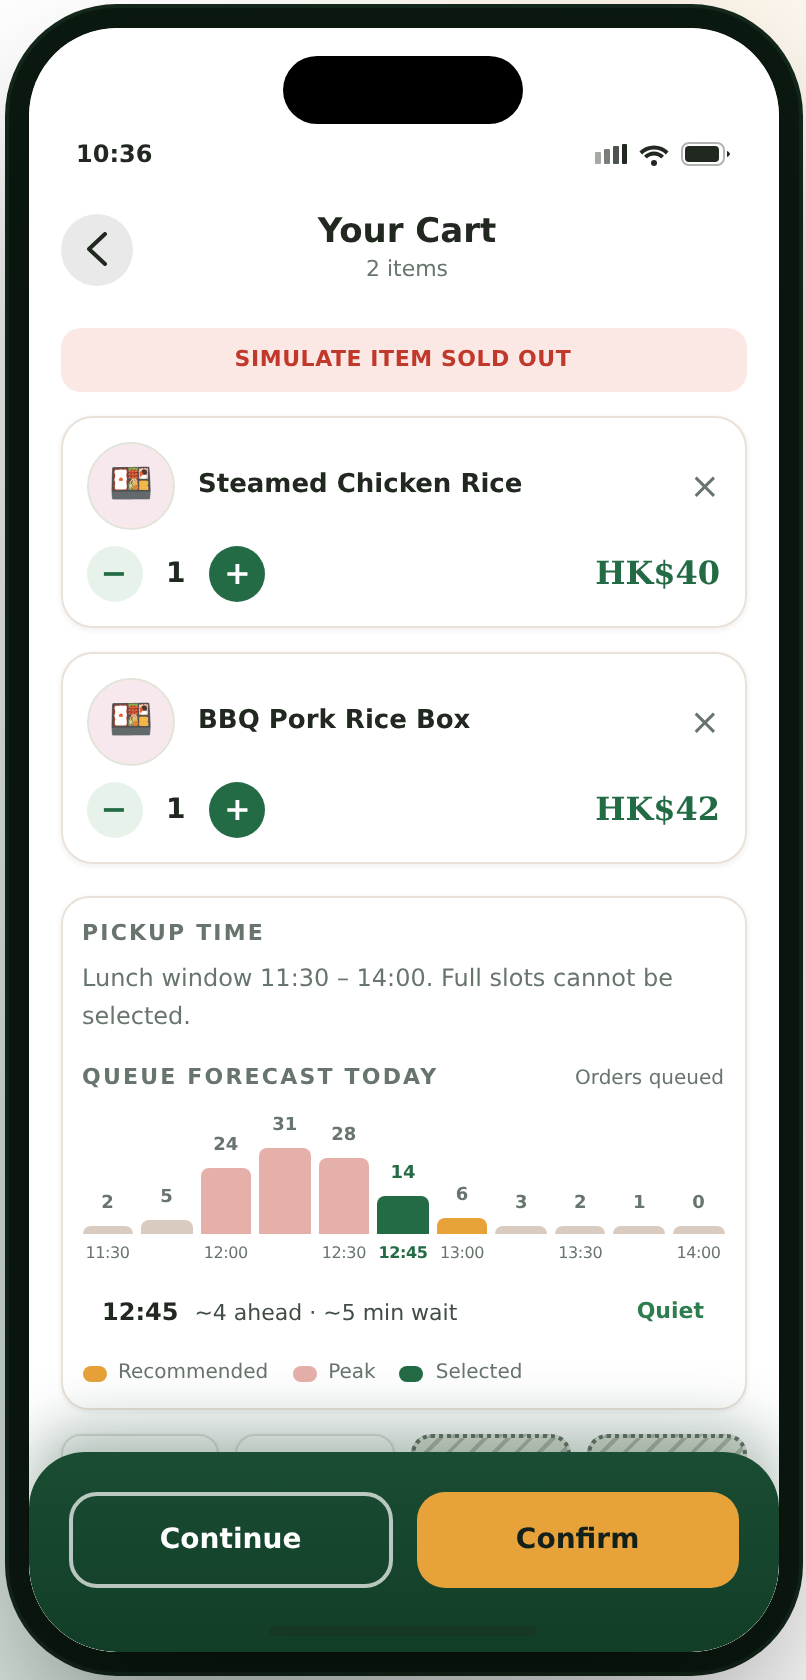 10:36
Your Cart
2 items
SIMULATE ITEM SOLD OUT
Steamed Chicken Rice ×
− 1 + HK$40
BBQ Pork Rice Box ×
− 1 + HK$42
PICKUP TIME
Lunch window 11:30 – 14:00. Full slots cannot be
selected.
QUEUE FORECAST TODAY Orders queued
2 5 24 31 28 14 6 3 2 1 0
11:30 12:00 12:30 12:45 13:00 13:30 14:00
12:45 ~4 ahead · ~5 min wait Quiet
Recommended Peak Selected
Continue Confirm